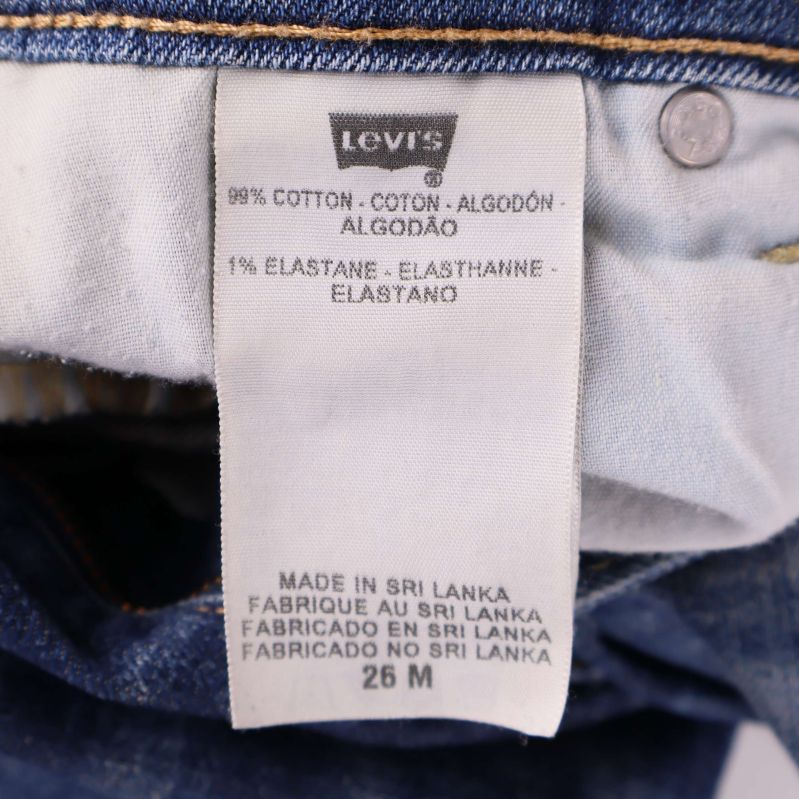 Levi's
99% COTTON - COTON - ALGODÓN -
ALGODÃO
1% ELASTANE - ELASTHANNE -
ELASTANO
MADE IN SRI LANKA
FABRIQUE AU SRI LANKA
FABRICADO EN SRI LANKA
FABRICADO NO SRI LANKA
26 M